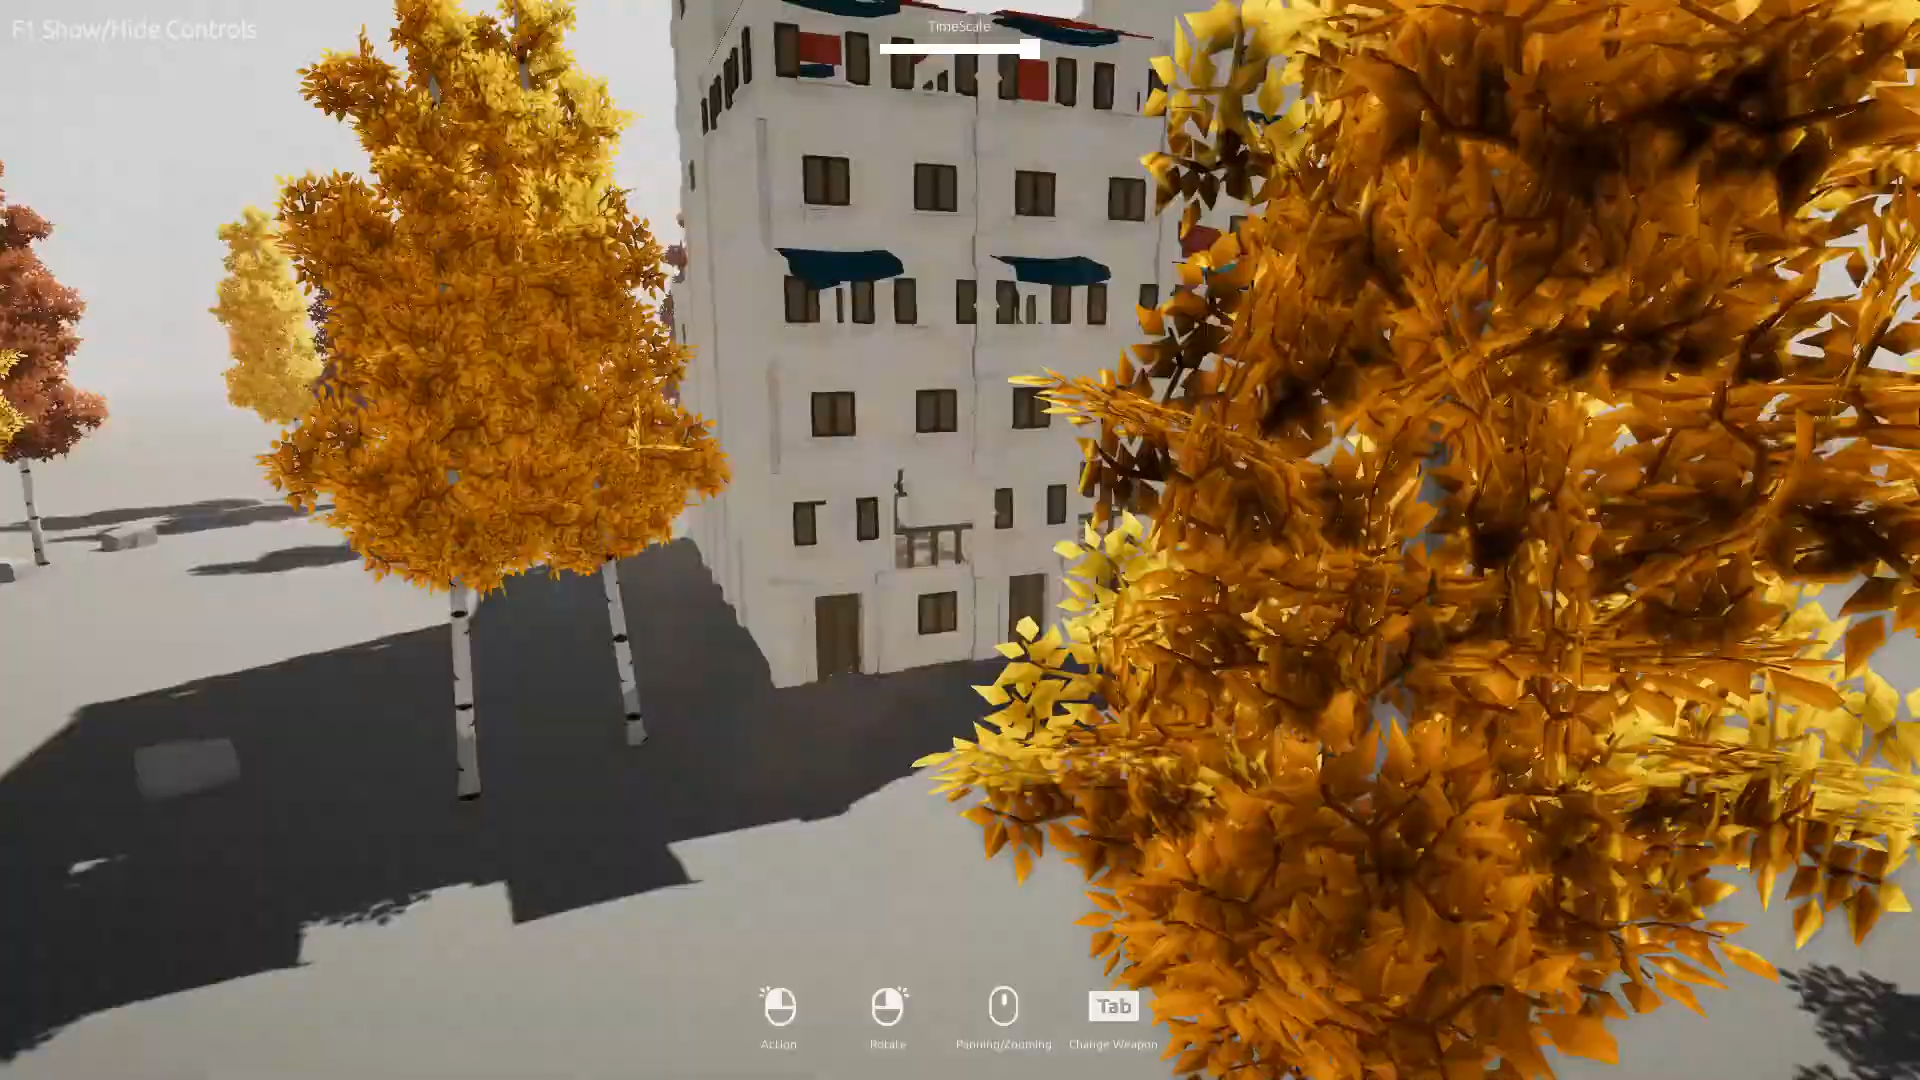 F1 Show/Hide Controls
TimeScale
Tab
Action
Rotate
Panning/Zooming
Change Weapon